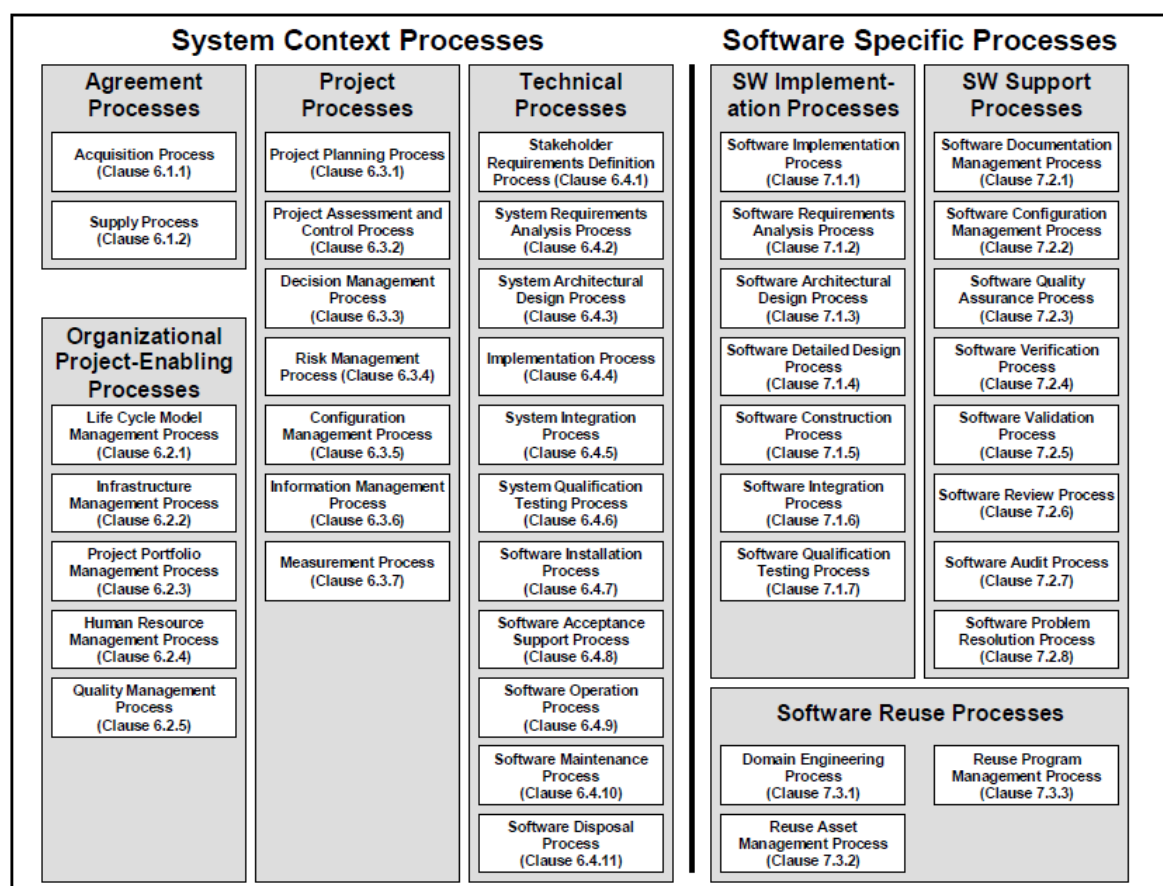 System Context Processes
Software Specific Processes
Agreement
Processes
Acquisition Process
(Clause 6.1.1)
Supply Process
(Clause 6.1.2)
Organizational
Project-Enabling
Processes
Life Cycle Model
Management Process
(Clause 6.2.1)
Infrastructure
Management Process
(Clause 6.2.2)
Project Portfolio
Management Process
(Clause 6.2.3)
Human Resource
Management Process
(Clause 6.2.4)
Quality Management
Process
(Clause 6.2.5)
Project
Processes
Project Planning Process
(Clause 6.3.1)
Project Assessment and
Control Process
(Clause 6.3.2)
Decision Management
Process
(Clause 6.3.3)
Risk Management
Process (Clause 6.3.4)
Configuration
Management Process
(Clause 6.3.5)
Information Management
Process
(Clause 6.3.6)
Measurement Process
(Clause 6.3.7)
Technical
Processes
Stakeholder
Requirements Definition
Process (Clause 6.4.1)
System Requirements
Analysis Process
(Clause 6.4.2)
System Architectural
Design Process
(Clause 6.4.3)
Implementation Process
(Clause 6.4.4)
System Integration
Process
(Clause 6.4.5)
System Qualification
Testing Process
(Clause 6.4.6)
Software Installation
Process
(Clause 6.4.7)
Software Acceptance
Support Process
(Clause 6.4.8)
Software Operation
Process
(Clause 6.4.9)
Software Maintenance
Process
(Clause 6.4.10)
Software Disposal
Process
(Clause 6.4.11)
SW Implement-
ation Processes
Software Implementation
Process
(Clause 7.1.1)
Software Requirements
Analysis Process
(Clause 7.1.2)
Software Architectural
Design Process
(Clause 7.1.3)
Software Detailed Design
Process
(Clause 7.1.4)
Software Construction
Process
(Clause 7.1.5)
Software Integration
Process
(Clause 7.1.6)
Software Qualification
Testing Process
(Clause 7.1.7)
SW Support
Processes
Software Documentation
Management Process
(Clause 7.2.1)
Software Configuration
Management Process
(Clause 7.2.2)
Software Quality
Assurance Process
(Clause 7.2.3)
Software Verification
Process
(Clause 7.2.4)
Software Validation
Process
(Clause 7.2.5)
Software Review Process
(Clause 7.2.6)
Software Audit Process
(Clause 7.2.7)
Software Problem
Resolution Process
(Clause 7.2.8)
Software Reuse Processes
Domain Engineering
Process
(Clause 7.3.1)
Reuse Asset
Management Process
(Clause 7.3.2)
Reuse Program
Management Process
(Clause 7.3.3)